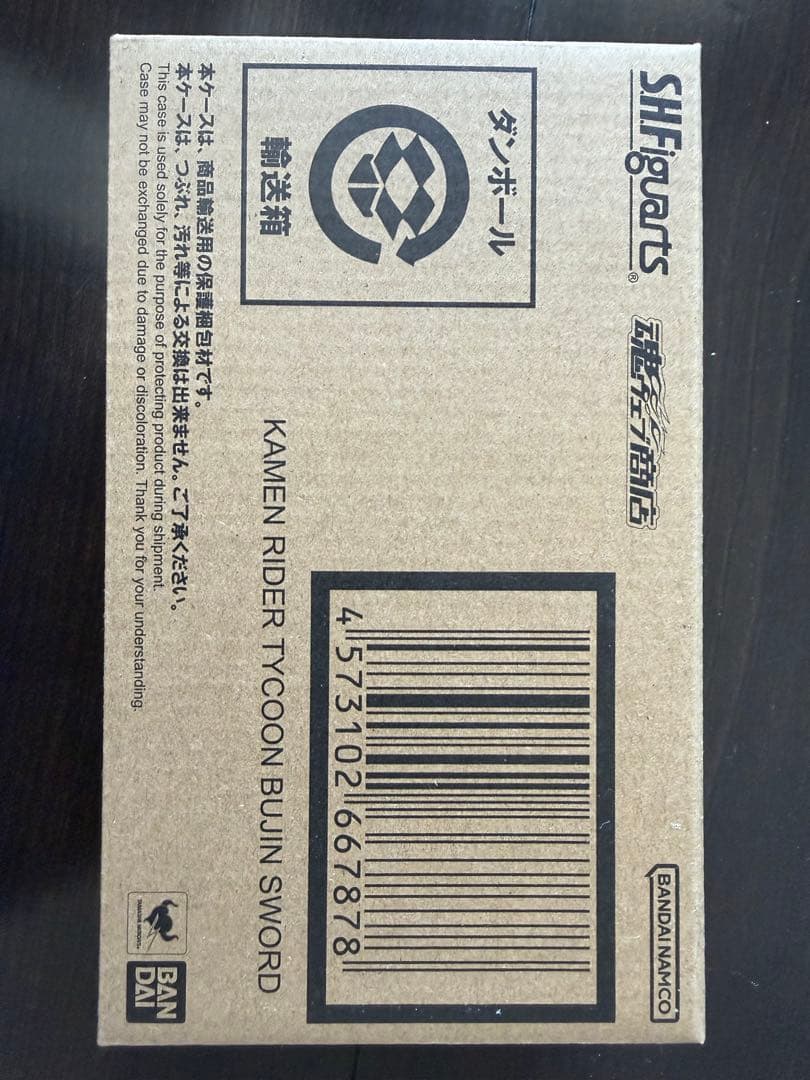 S.H.Figuarts®
魂ウェブ商店
BANDAI NAMCO
ダンボール
輸送箱
4 573102 667878
KAMEN RIDER TYCOON BUJIN SWORD
本ケースは、商品輸送用の保護梱包材です。
本ケースは、つぶれ、汚れ等による交換は出来ません。ご了承ください。
This case is used solely for the purpose of protecting product during shipment.
Case may not be exchanged due to damage or discoloration. Thank you for your understanding.
TAMASHII NATIONS
BAN
DAI